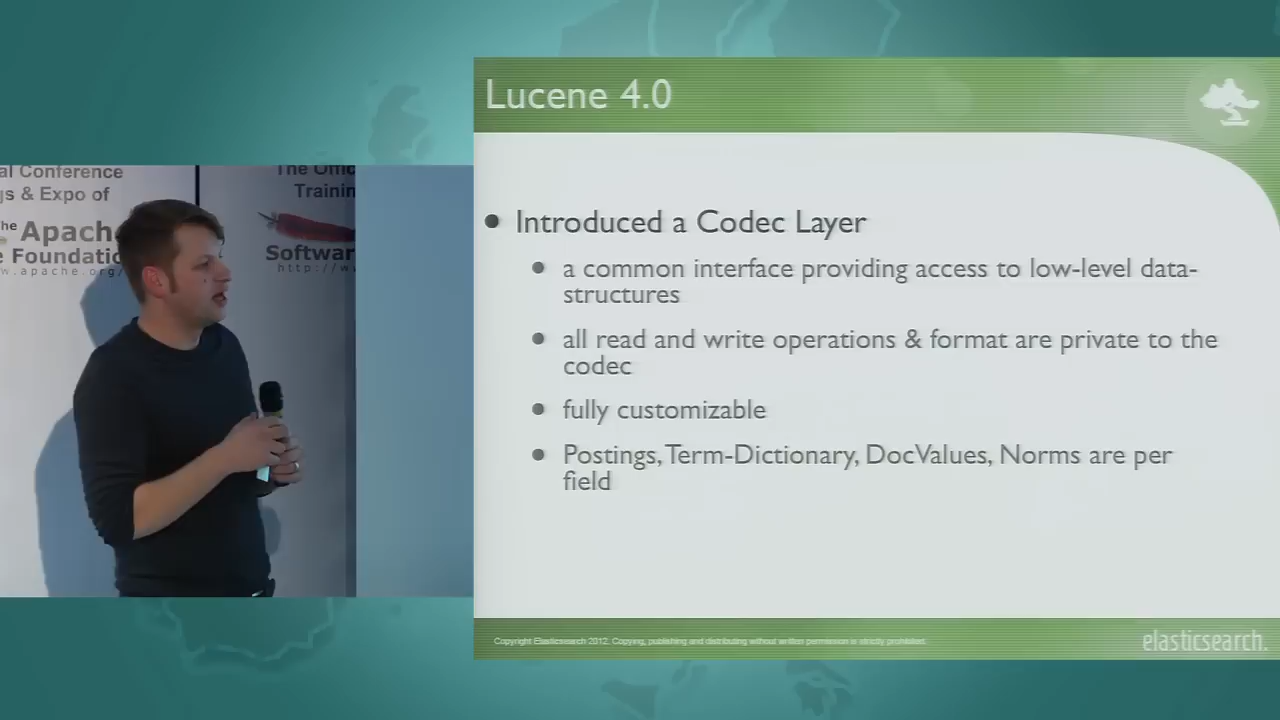 Lucene 4.0
Introduced a Codec Layer
a common interface providing access to low-level data-
structures
all read and write operations & format are private to the
codec
fully customizable
Postings, Term-Dictionary, DocValues, Norms are per
field
Copyright Elasticsearch 2012. Copying, publishing and distributing without written permission is strictly prohibited.
elasticsearch.
al Conference
gs & Expo of
The Apache
e Foundatio
w.apache.org/
The Offic
Trainin
Softwar
http://w